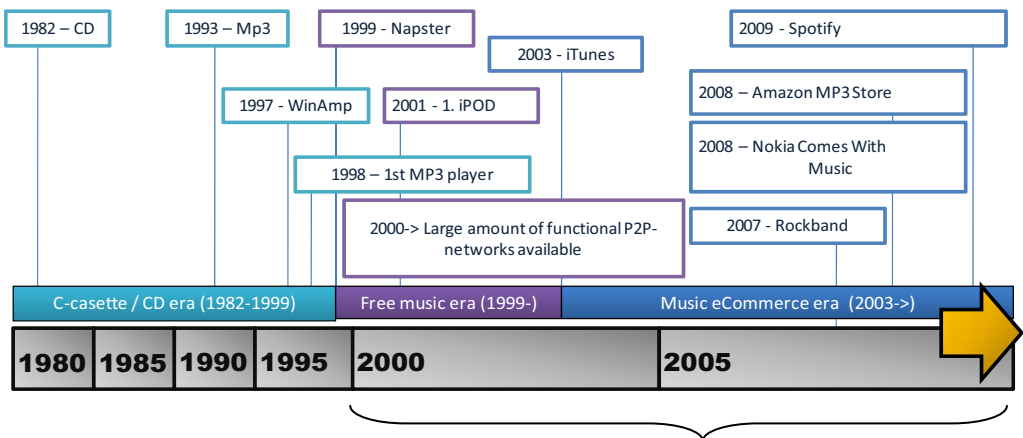 1982 – CD
1993 – Mp3
1999 - Napster
2009 - Spotify
2003 - iTunes
1997 - WinAmp
2001 - 1. iPOD
2008 – Amazon MP3 Store
2008 – Nokia Comes With
Music
1998 – 1st MP3 player
2000-> Large amount of functional P2P-
networks available
2007 - Rockband
C-casette / CD era (1982-1999)
Free music era (1999-)
Music eCommerce era (2003->)
1980
1985
1990
1995
2000
2005